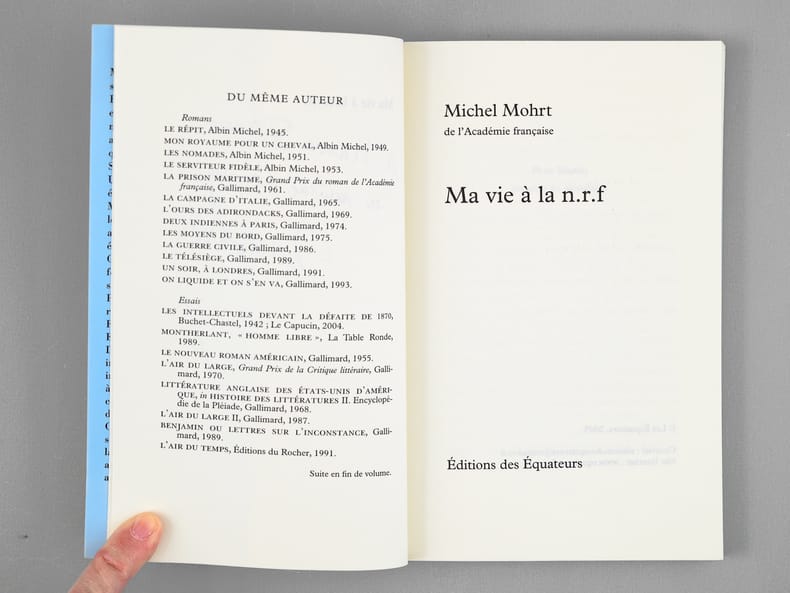 DU MÊME AUTEUR
Romans
LE RÉPIT, Albin Michel, 1945.
MON ROYAUME POUR UN CHEVAL, Albin Michel, 1949.
LES NOMADES, Albin Michel, 1951.
LE SERVITEUR FIDÈLE, Albin Michel, 1953.
LA PRISON MARITIME, Grand Prix du roman de l'Académie
française, Gallimard, 1961.
LA CAMPAGNE D'ITALIE, Gallimard, 1965.
L'OURS DES ADIRONDACKS, Gallimard, 1969.
DEUX INDIENNES À PARIS, Gallimard, 1974.
LES MOYENS DU BORD, Gallimard, 1975.
LA GUERRE CIVILE, Gallimard, 1986.
LE TÉLÉSIÈGE, Gallimard, 1989.
UN SOIR, À LONDRES, Gallimard, 1991.
ON LIQUIDE ET ON S'EN VA, Gallimard, 1993.
Essais
LES INTELLECTUELS DEVANT LA DÉFAITE DE 1870,
Buchet-Chastel, 1942 ; Le Capucin, 2004.
MONTHERLANT, « HOMME LIBRE », La Table Ronde,
1989.
LE NOUVEAU ROMAN AMÉRICAIN, Gallimard, 1955.
L'AIR DU LARGE, Grand Prix de la Critique littéraire, Galli-
mard, 1970.
LITTÉRATURE ANGLAISE DES ÉTATS-UNIS D'AMÉRI-
QUE, in HISTOIRE DES LITTÉRATURES II. Encyclopé-
die de la Pléiade, Gallimard, 1968.
L'AIR DU LARGE II, Gallimard, 1987.
BENJAMIN OU LETTRES SUR L'INCONSTANCE, Galli-
mard, 1989.
L'AIR DU TEMPS, Éditions du Rocher, 1991.
Suite en fin de volume.
Michel Mohrt
de l'Académie française
Ma vie à la n.r.f
Éditions des Équateurs